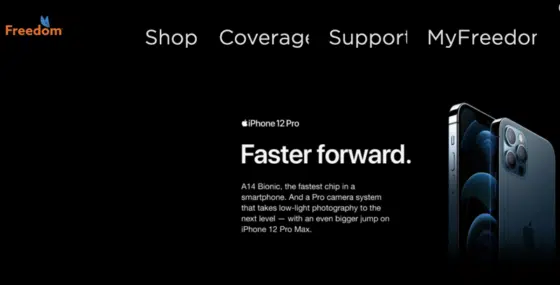 Freedom
Shop Coverage Support MyFreedom
iPhone 12 Pro
Faster forward.
A14 Bionic, the fastest chip in a
smartphone. And a Pro camera system
that takes low-light photography to the
next level — with an even bigger jump on
iPhone 12 Pro Max.